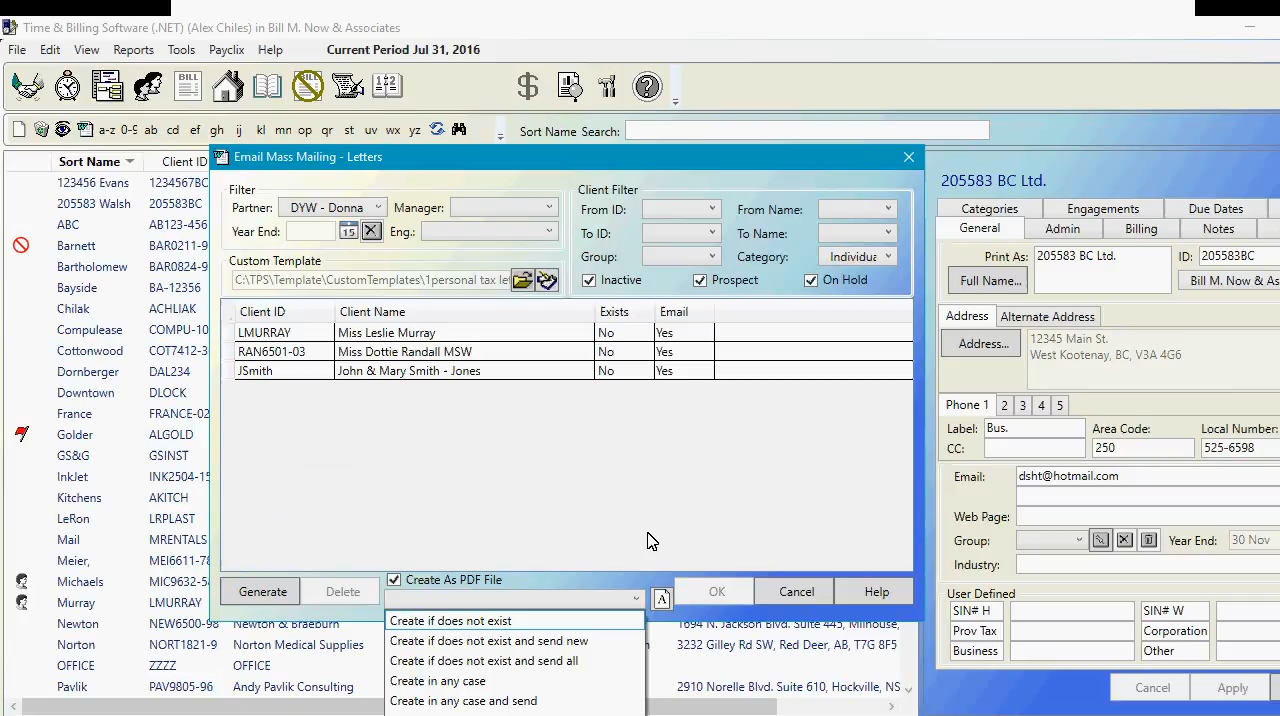 Time & Billing Software (.NET) (Alex Chiles) in Bill M. Now & Associates
File Edit View Reports Tools Payclix Help Current Period Jul 31, 2016
BILL
a-z 0-9 ab cd ef gh ij kl mn op qr st uv wx yz Sort Name Search:
Sort Name Client ID
123456 Evans 1234567BC
205583 Walsh 205583BC
ABC AB123-456
Barnett BAR0211-9
Bartholomew BAR0824-9
Bayside BA-12356
Chilak ACHLIAK
Compulease COMPU-10
Cottonwood COT7412-3
Dornberger DAL234
Downtown DLOCK
France FRANCE-02
Golder ALGOLD
GS&G GSINST
InkJet INK2504-15
Kitchens AKITCH
LeRon LRPLAST
Mail MRENTALS
Meier, MEI6611-78
Michaels MIC9632-5
Murray LMURRAY
Newton NEW6500-9 Newton & Braeburn 1694 N. Jackson Blvd. Suite 445,
Norton NORT1821-9 Norton Medical Supplies 3232 Gilley Rd SW, Red Deer, AB, T7G 8F5
OFFICE ZZZZ OFFICE
Pavlik PAV9805-96 Andy Pavlik Consulting 2910 Norelle Blvd. Suite 610, Hockville, NS
Email Mass Mailing - Letters
Filter
Partner: DYW - Donna Manager:
Year End: 15 Eng.:
Custom Template
C:\TPS\Template\CustomTemplates\1personal tax le
Client Filter
From ID: From Name:
To ID: To Name:
Group: Category: Individua
Inactive Prospect On Hold
Client ID Client Name Exists Email
LMURRAY Miss Leslie Murray No Yes
RAN6501-03 Miss Dottie Randall MSW No Yes
JSmith John & Mary Smith - Jones No Yes
Create As PDF File
Generate Delete A OK Cancel Help
Create if does not exist
Create if does not exist and send new
Create if does not exist and send all
Create in any case
Create in any case and send
205583 BC Ltd.
Categories Engagements Due Dates
General Admin Billing Notes
Print As: 205583 BC Ltd. ID: 205583BC
Full Name... Bill M. Now & As
Address Alternate Address
Address... 12345 Main St.
West Kootenay, BC, V3A 4G6
Phone 1 2 3 4 5
Label: Bus. Area Code: Local Number:
CC: 250 525-6598
Email: dsht@hotmail.com
Web Page:
Group: Year End: 30 Nov
Industry:
User Defined
SIN# H SIN# W
Prov Tax Corporation
Business Other
Cancel Apply